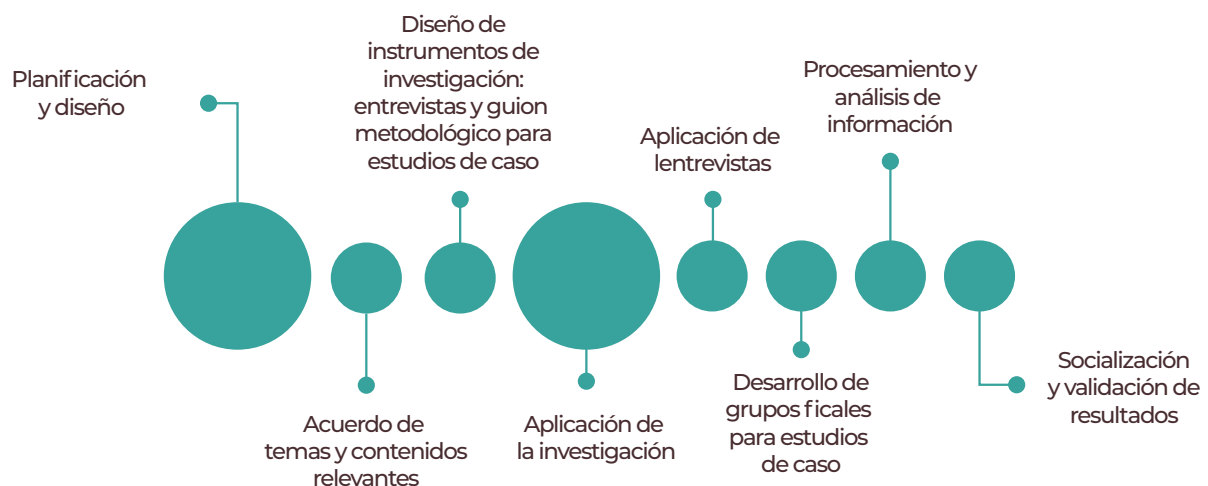 Planificación
y diseño
Acuerdo de
temas y contenidos
relevantes
Diseño de
instrumentos de
investigación:
entrevistas y guion
metodológico para
estudios de caso
Aplicación de
la investigación
Aplicación de
lentrevistas
Desarrollo de
grupos ficales
para estudios
de caso
Procesamiento y
análisis de
información
Socialización
y validación de
resultados